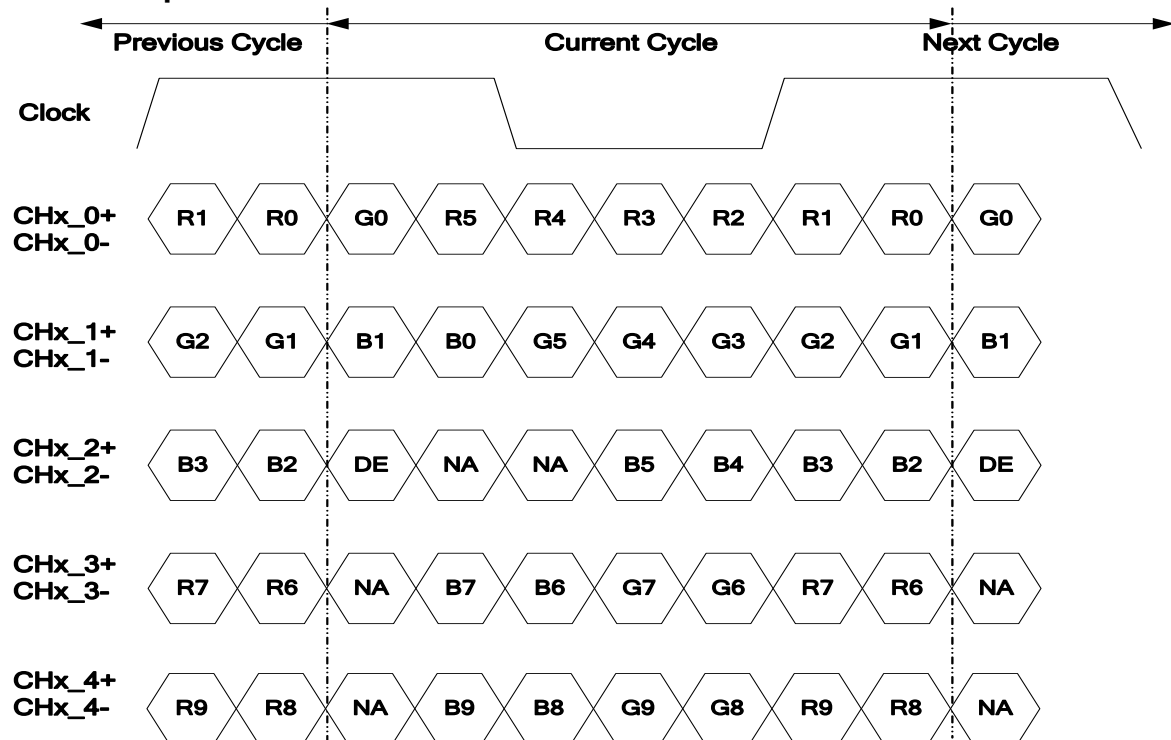 Previous Cycle Current Cycle Next Cycle
Clock
CHx_0+ R1 R0 G0 R5 R4 R3 R2 R1 R0 G0
CHx_0-
CHx_1+ G2 G1 B1 B0 G5 G4 G3 G2 G1 B1
CHx_1-
CHx_2+ B3 B2 DE NA NA B5 B4 B3 B2 DE
CHx_2-
CHx_3+ R7 R6 NA B7 B6 G7 G6 R7 R6 NA
CHx_3-
CHx_4+ R9 R8 NA B9 B8 G9 G8 R9 R8 NA
CHx_4-